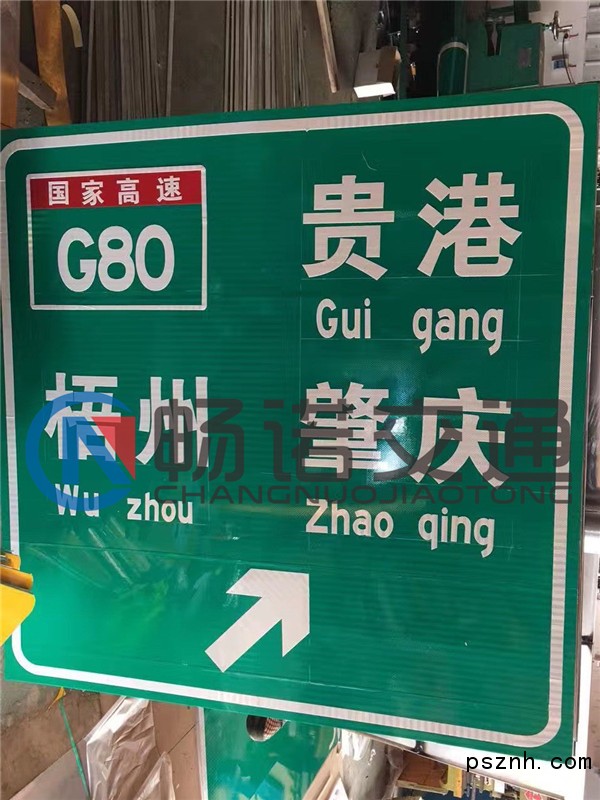 国家高速
G80
贵港
Gui gang
梧州
Wu zhou
肇庆
Zhao qing
畅诺交通
CHANGNUOJIAOTONG
psznh.com